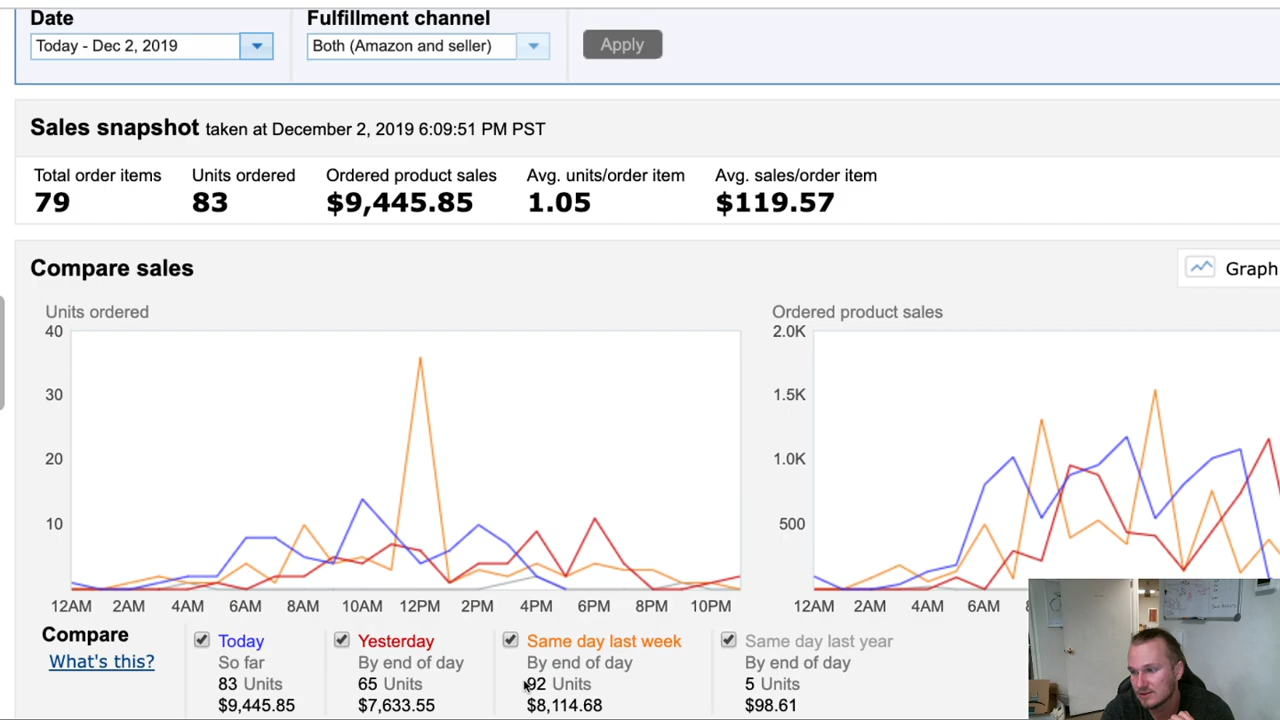 Date
Fulfillment channel
Today - Dec 2, 2019
Both (Amazon and seller)
Apply
Sales snapshot taken at December 2, 2019 6:09:51 PM PST
Total order items
Units ordered
Ordered product sales
Avg. units/order item
Avg. sales/order item
79
83
$9,445.85
1.05
$119.57
Compare sales
Graph
Units ordered
40
30
20
10
12AM 2AM 4AM 6AM 8AM 10AM 12PM 2PM 4PM 6PM 8PM 10PM
Ordered product sales
2.0K
1.5K
1.0K
500
12AM 2AM 4AM 6AM
Compare
What's this?
Today
So far
83 Units
$9,445.85
Yesterday
By end of day
65 Units
$7,633.55
Same day last week
By end of day
92 Units
$8,114.68
Same day last year
By end of day
5 Units
$98.61